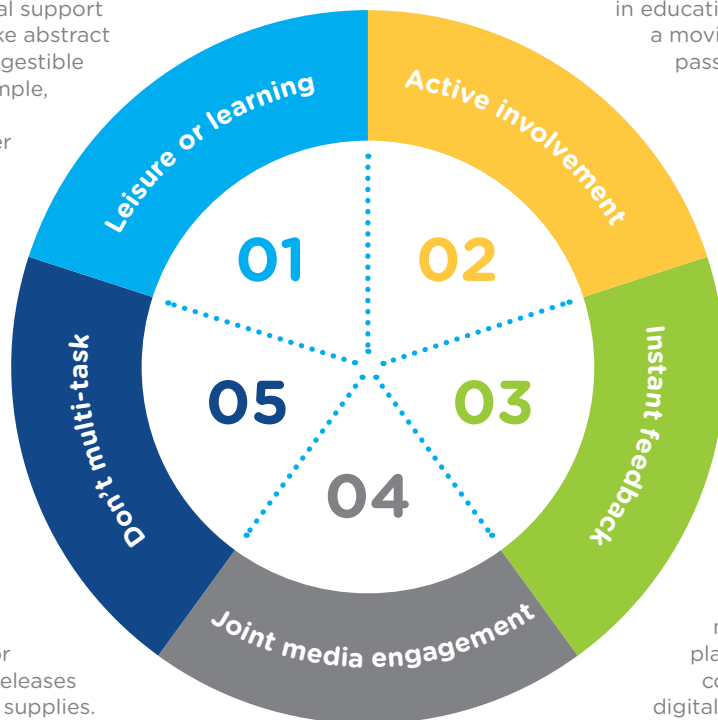 al support
ke abstract
gestible
mple,
er
in educati
a movi
pass
Leisure or learning
01
Active involvement
02
Instant feedback
03
Joint media engagement
04
Don't multi-task
05
or
eleases
supplies.
pla
co
digital